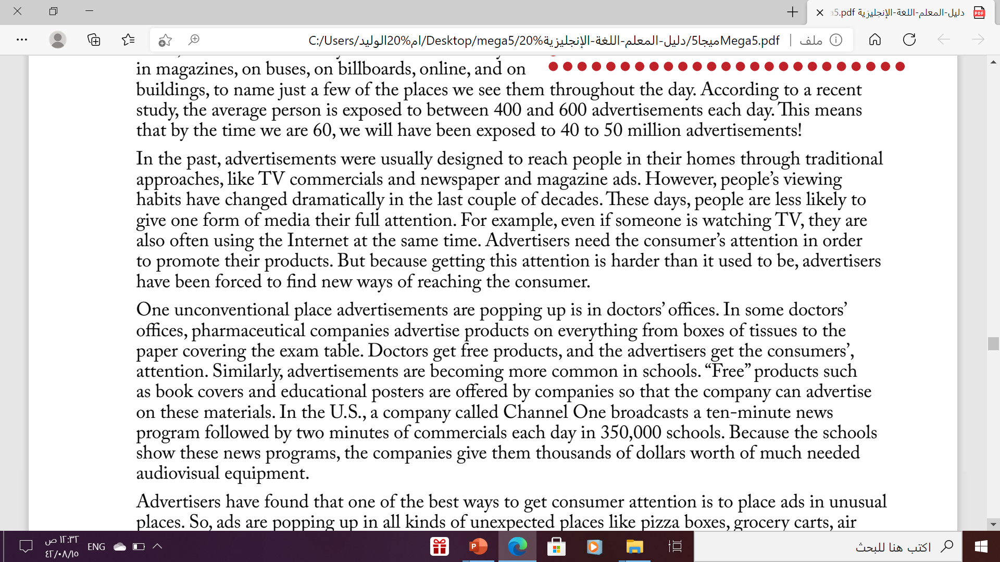 دليل-المعلم-اللغة-الإنجليزية a5.pdf
C:/Users/ام%20الوليد/Desktop/mega5/20%دليل-المعلم-اللغة-الإنجليزية/5ميجاMega5.pdf
ملف
in magazines, on buses, on billboards, online, and on
buildings, to name just a few of the places we see them throughout the day. According to a recent
study, the average person is exposed to between 400 and 600 advertisements each day. This means
that by the time we are 60, we will have been exposed to 40 to 50 million advertisements!
In the past, advertisements were usually designed to reach people in their homes through traditional
approaches, like TV commercials and newspaper and magazine ads. However, people’s viewing
habits have changed dramatically in the last couple of decades. These days, people are less likely to
give one form of media their full attention. For example, even if someone is watching TV, they are
also often using the Internet at the same time. Advertisers need the consumer’s attention in order
to promote their products. But because getting this attention is harder than it used to be, advertisers
have been forced to find new ways of reaching the consumer.
One unconventional place advertisements are popping up is in doctors’ offices. In some doctors’
offices, pharmaceutical companies advertise products on everything from boxes of tissues to the
paper covering the exam table. Doctors get free products, and the advertisers get the consumers’,
attention. Similarly, advertisements are becoming more common in schools. “Free” products such
as book covers and educational posters are offered by companies so that the company can advertise
on these materials. In the U.S., a company called Channel One broadcasts a ten-minute news
program followed by two minutes of commercials each day in 350,000 schools. Because the schools
show these news programs, the companies give them thousands of dollars worth of much needed
audiovisual equipment.
Advertisers have found that one of the best ways to get consumer attention is to place ads in unusual
places. So, ads are popping up in all kinds of unexpected places like pizza boxes, grocery carts, air
١٢:٣٢ ص
٤٢/٠٨/١٥
ENG
اكتب هنا للبحث